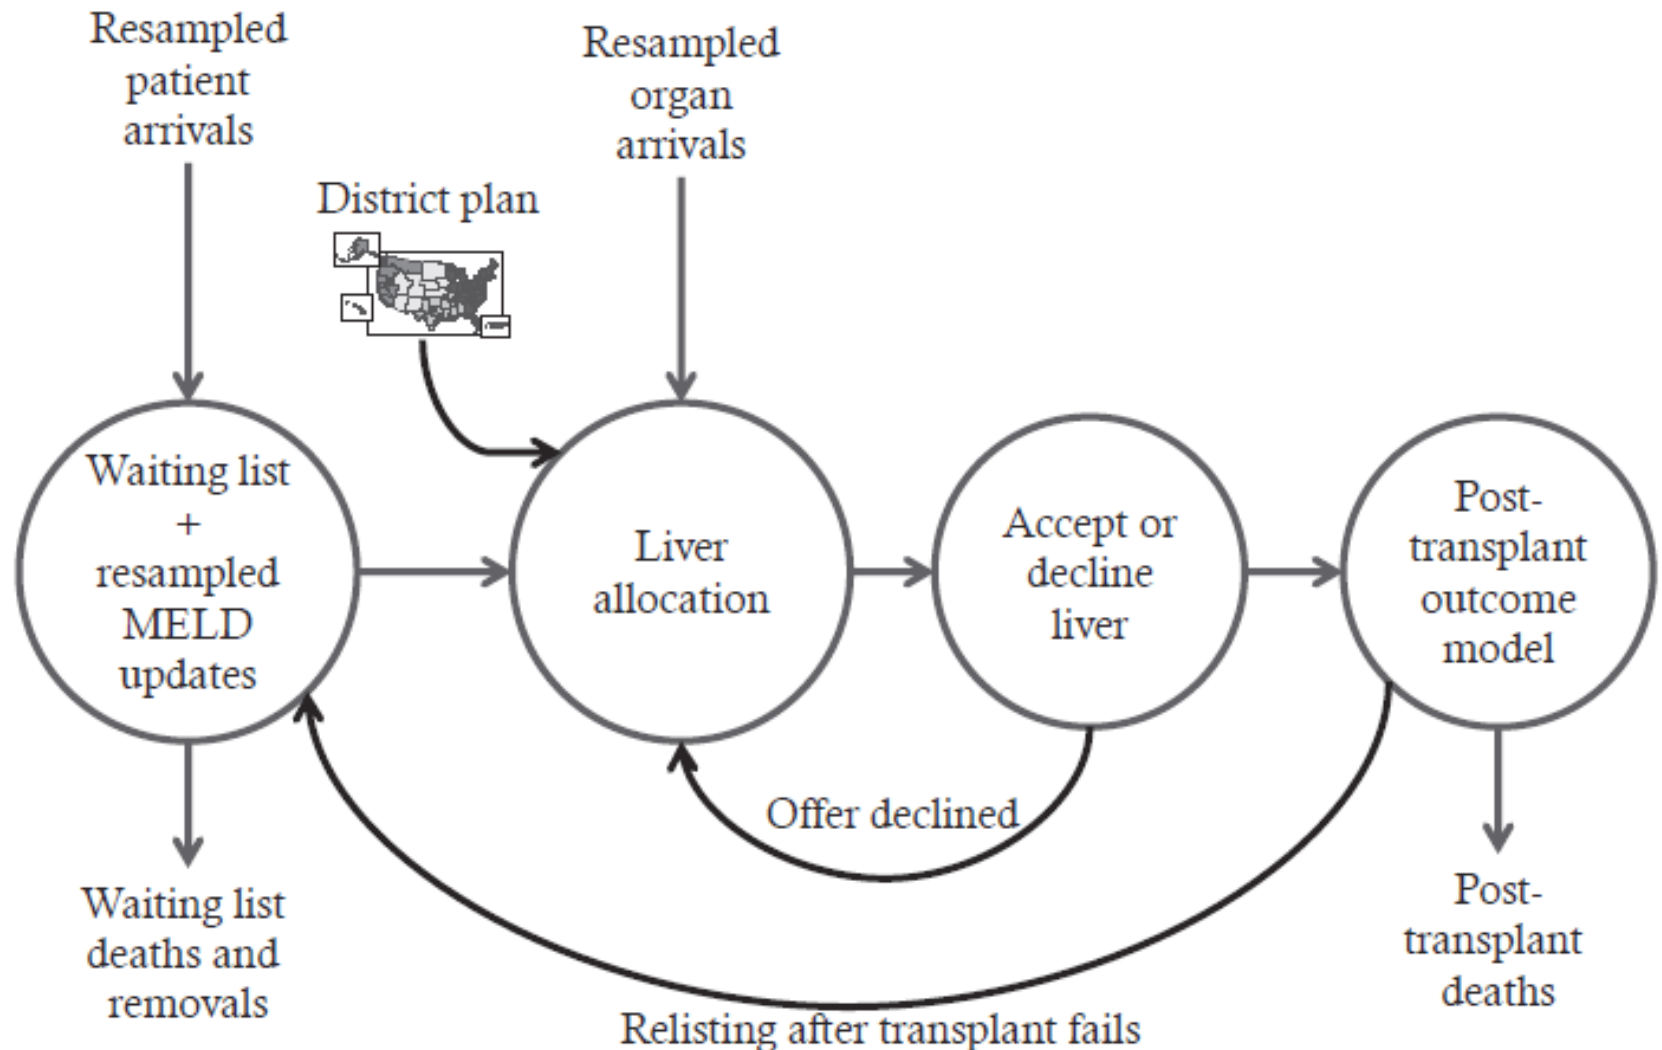 Resampled
patient
arrivals
Resampled
organ
arrivals
District plan
Waiting list
+
resampled
MELD
updates
Liver
allocation
Accept or
decline
liver
Post-
transplant
outcome
model
Offer declined
Waiting list
deaths and
removals
Post-
transplant
deaths
Relisting after transplant fails